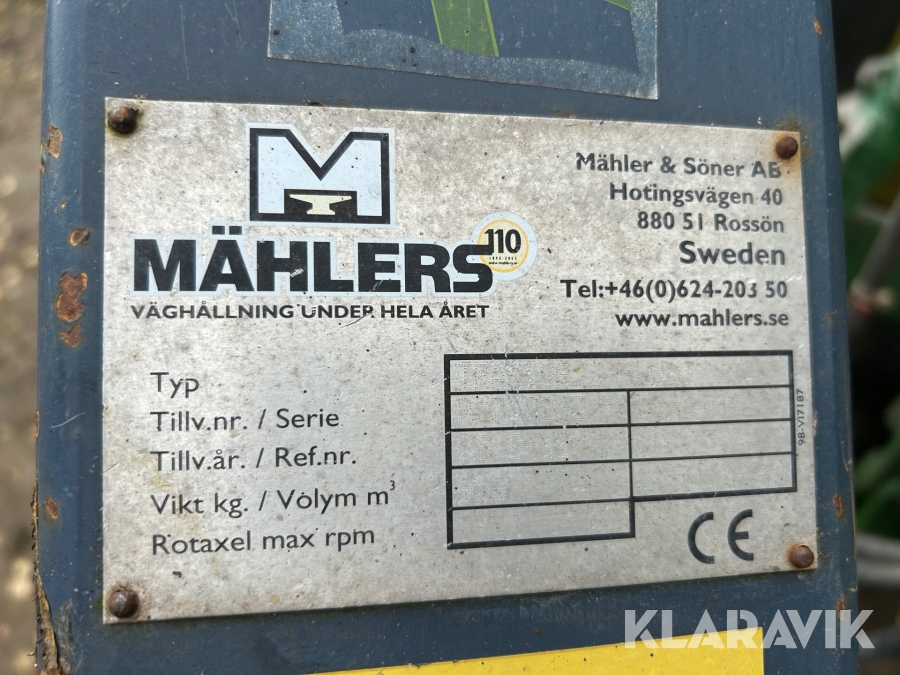 MÄHLERS
110
VÄGHÅLLNING UNDER HELA ÅRET
Mähler & Söner AB
Hotingsvägen 40
880 51 Rossön
Sweden
Tel:+46(0)624-203 50
www.mahlers.se
Typ
Tillv.nr. / Serie
Tillv.år. / Ref.nr.
Vikt kg. / Volym m³
Rotaxel max rpm
98-V17187
CE
KLARAVIK